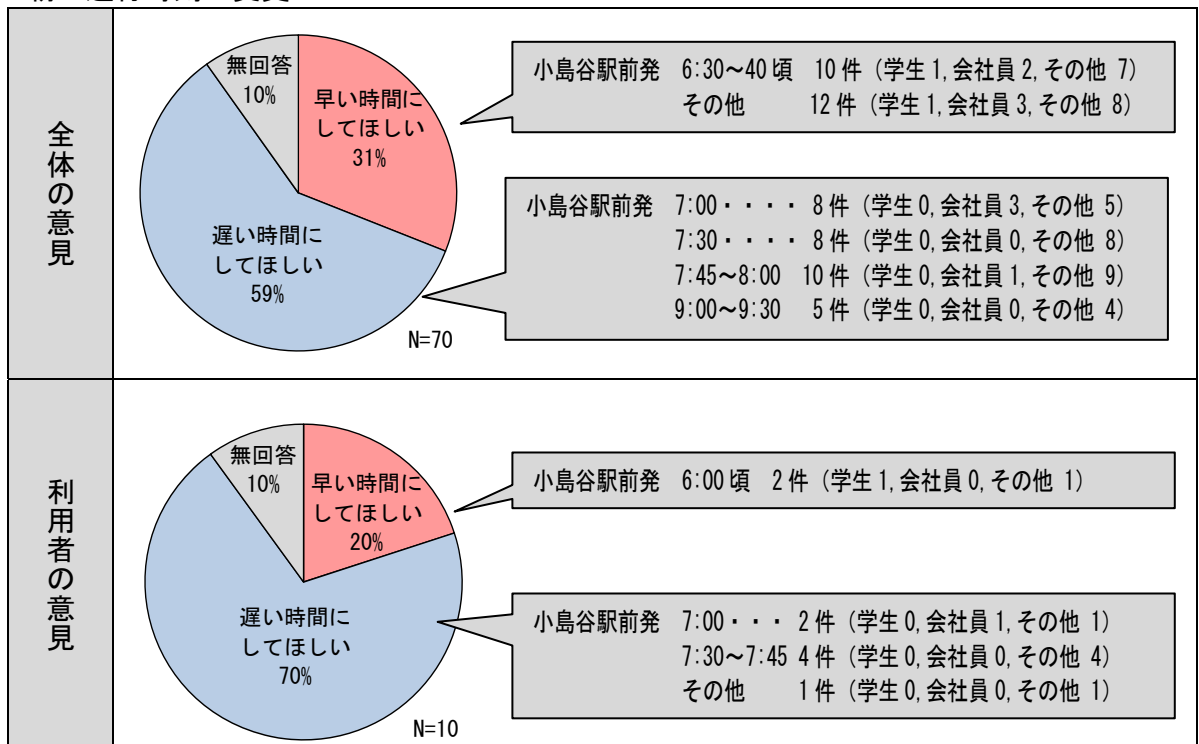 全体の意見
無回答
10%
早い時間に
してほしい
31%
遅い時間に
してほしい
59%
N=70
小島谷駅前発 6:30～40頃 10件（学生1,会社員2,その他 7）
その他 12件（学生1,会社員3,その他 8）
小島谷駅前発 7:00・・・・ 8件（学生0,会社員3,その他 5）
7:30・・・・ 8件（学生0,会社員0,その他 8）
7:45～8:00 10件（学生0,会社員1,その他 9）
9:00～9:30 5件（学生0,会社員0,その他 4）
利用者の意見
無回答
10%
早い時間に
してほしい
20%
遅い時間に
してほしい
70%
N=10
小島谷駅前発 6:00頃 2件（学生1,会社員0,その他 1）
小島谷駅前発 7:00・・・ 2件（学生0,会社員1,その他 1）
7:30～7:45 4件（学生0,会社員0,その他 4）
その他 1件（学生0,会社員0,その他 1）